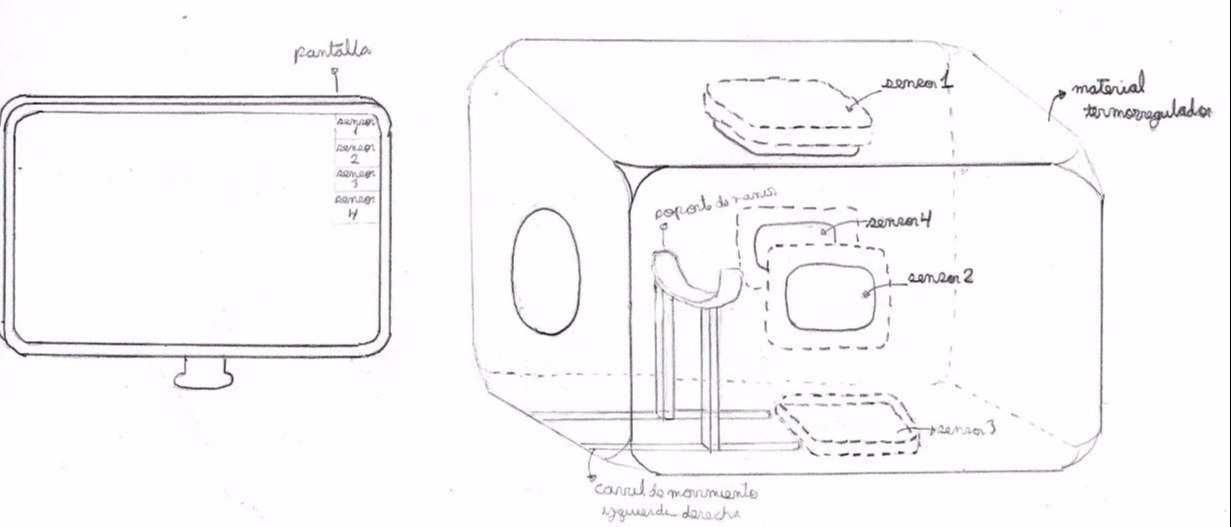 pantalla
sensor
1
sensor
2
sensor
3
sensor
4
sensor 1
material
termorregulador
soporte de mano
sensor 4
sensor 2
sensor 3
carril de movimiento
izquierda derecha